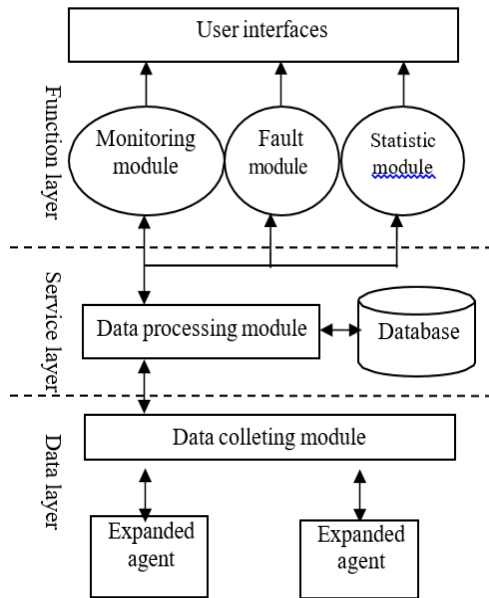 User interfaces
Function layer
Monitoring
module
Fault
module
Statistic
module
Service layer
Data processing module
Database
Data layer
Data colleting module
Expanded
agent
Expanded
agent